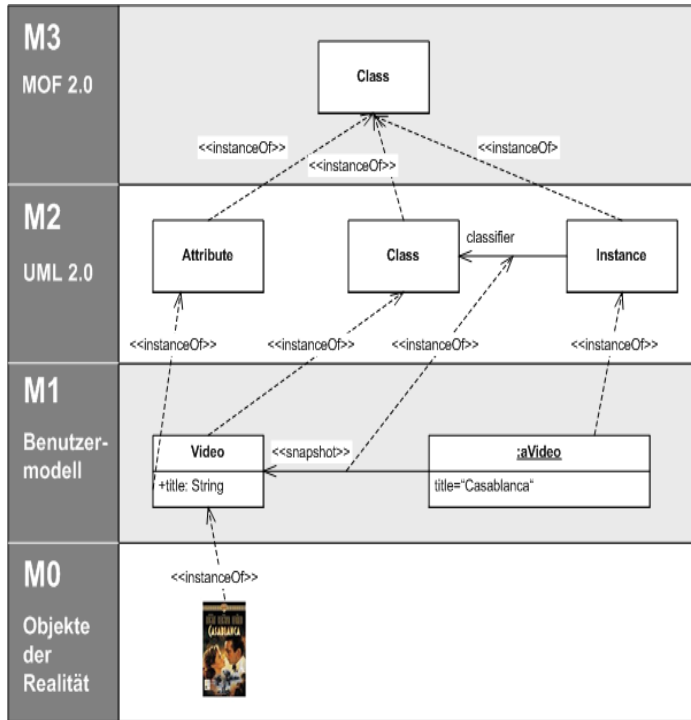 M3
MOF 2.0
Class
<<instanceOf>>
<<instanceOf>>
<<instanceOf>
M2
UML 2.0
Attribute
Class
classifier
Instance
<<instanceOf>>
<<instanceOf>>
<<instanceOf>>
<<instanceOf>>
M1
Benutzer-
modell
Video
+title: String
<<snapshot>>
:aVideo
title="Casablanca"
M0
Objekte
der
Realität
<<instanceOf>>
CASABLANCA